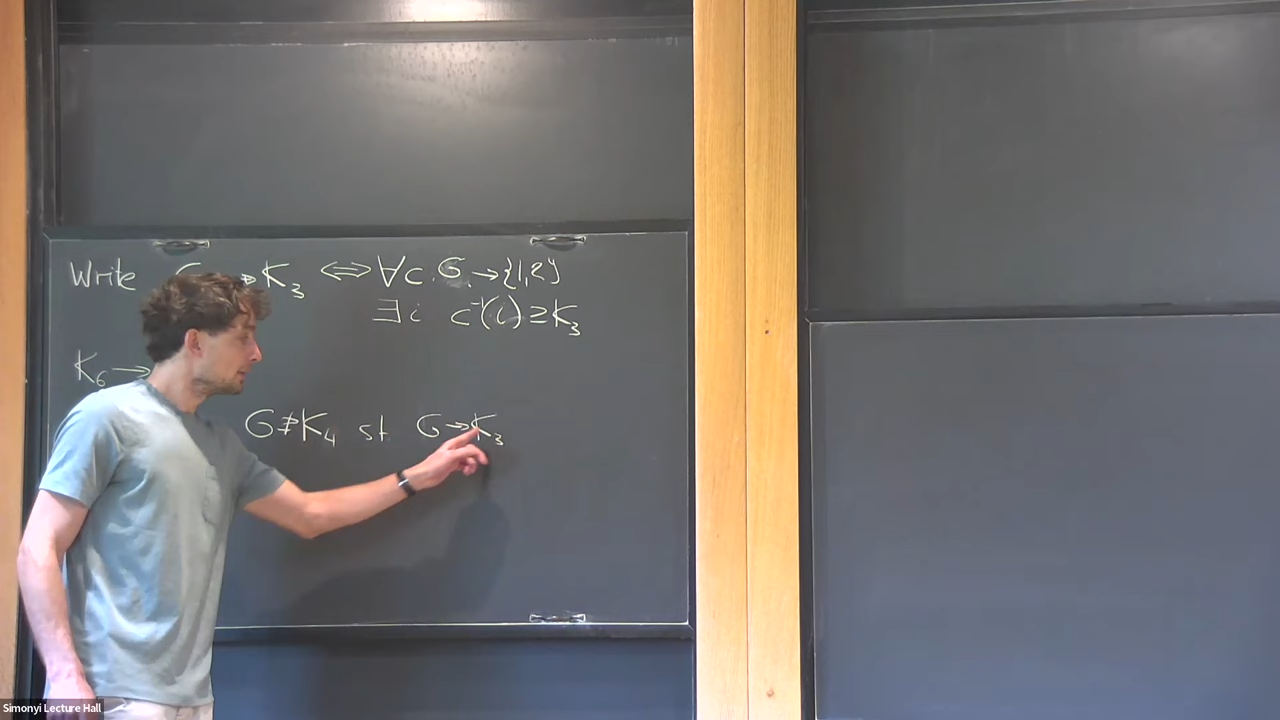 Write G → K₃ ⟺ ∀c: G → {1,2}
∃i c⁻¹(i) ⊇ K₃
K₆ →
G ⊉ K₄ st. G → K₃
Simonyi Lecture Hall